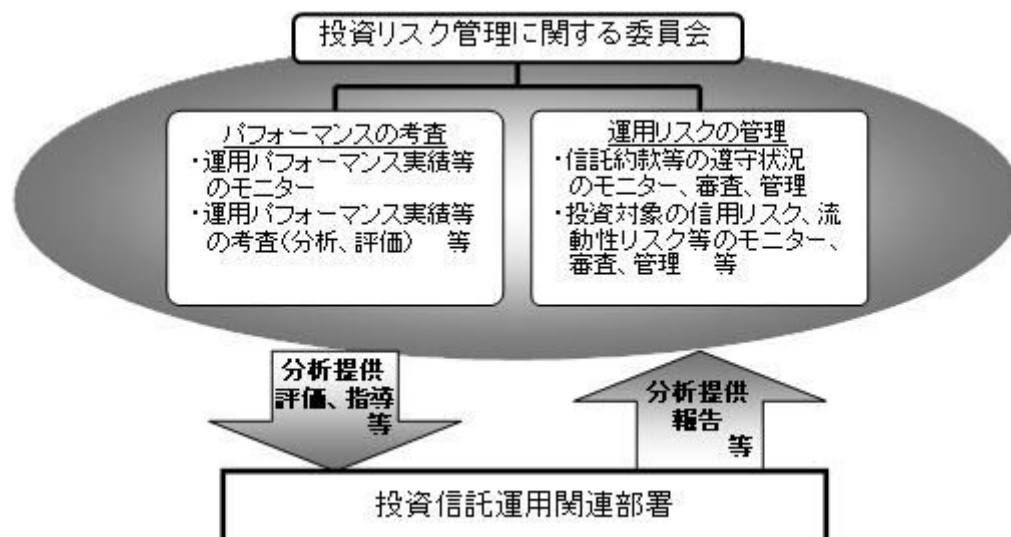 投資リスク管理に関する委員会
パフォーマンスの考査
・運用パフォーマンス実績等
のモニター
・運用パフォーマンス実績等
の考査(分析、評価) 等
運用リスクの管理
・信託約款等の遵守状況
のモニター、審査、管理
・投資対象の信用リスク、流
動性リスク等のモニター、
審査、管理 等
分析提供
評価、指導
等
分析提供
報告
等
投資信託運用関連部署